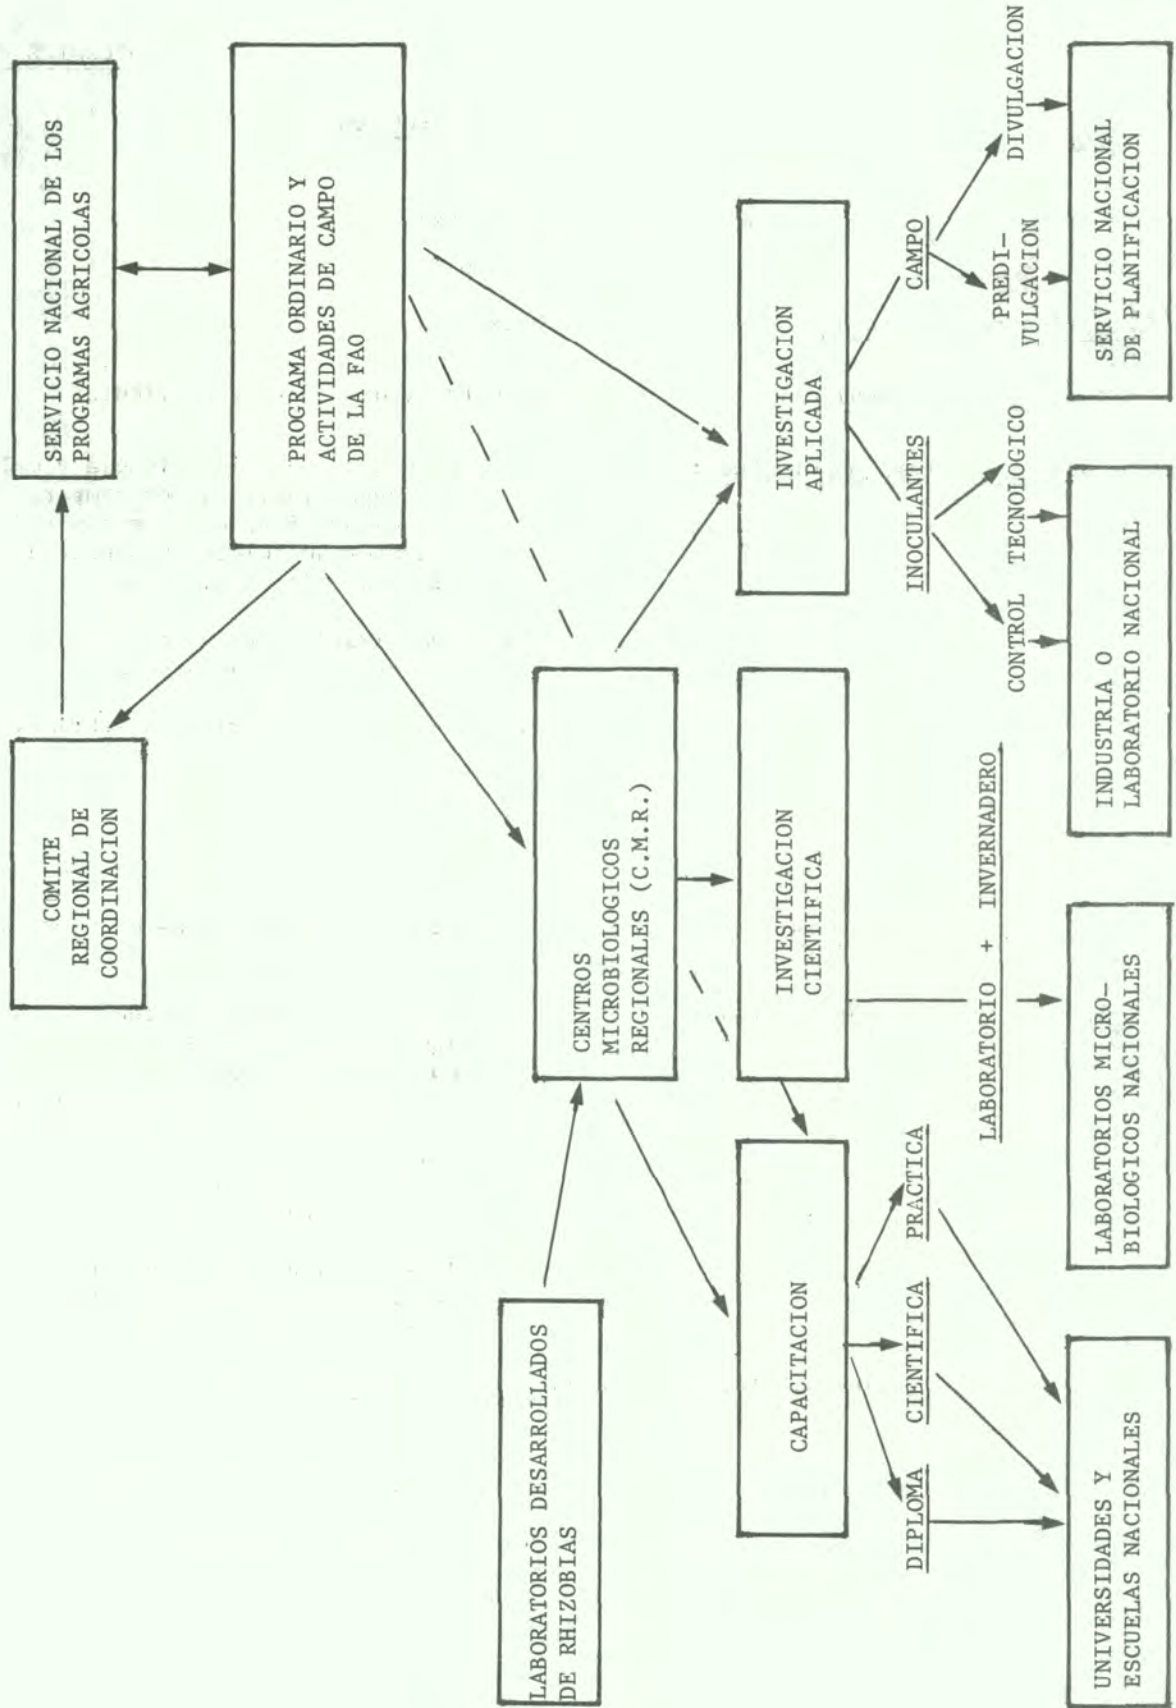 COMITE
REGIONAL DE
COORDINACION
SERVICIO NACIONAL DE LOS
PROGRAMAS AGRICOLAS
PROGRAMA ORDINARIO Y
ACTIVIDADES DE CAMPO
DE LA FAO
LABORATORIOS DESARROLLADOS
DE RHIZOBIAS
CENTROS
MICROBIOLOGICOS
REGIONALES (C.M.R.)
CAPACITACION
INVESTIGACION
CIENTIFICA
INVESTIGACION
APLICADA
DIPLOMA
CIENTIFICA
PRACTICA
LABORATORIO + INVERNADERO
INOCULANTES
CAMPO
CONTROL
TECNOLOGICO
PREDI-
VULGACION
DIVULGACION
UNIVERSIDADES Y
ESCUELAS NACIONALES
LABORATORIOS MICRO-
BIOLOGICOS NACIONALES
INDUSTRIA O
LABORATORIO NACIONAL
SERVICIO NACIONAL
DE PLANIFICACION